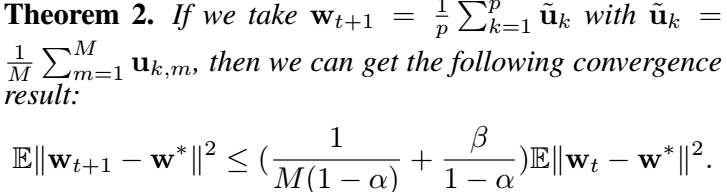 Theorem 2. If we take $\mathbf{w}_{t+1} = \frac{1}{p} \sum_{k=1}^{p} \tilde{\mathbf{u}}_k$ with $\tilde{\mathbf{u}}_k =$
$\frac{1}{M} \sum_{m=1}^{M} \mathbf{u}_{k,m}$, then we can get the following convergence
result:
$\mathbb{E}\|\mathbf{w}_{t+1} - \mathbf{w}^*\|^2 \leq (\frac{1}{M(1-\alpha)} + \frac{\beta}{1-\alpha})\mathbb{E}\|\mathbf{w}_t - \mathbf{w}^*\|^2.$